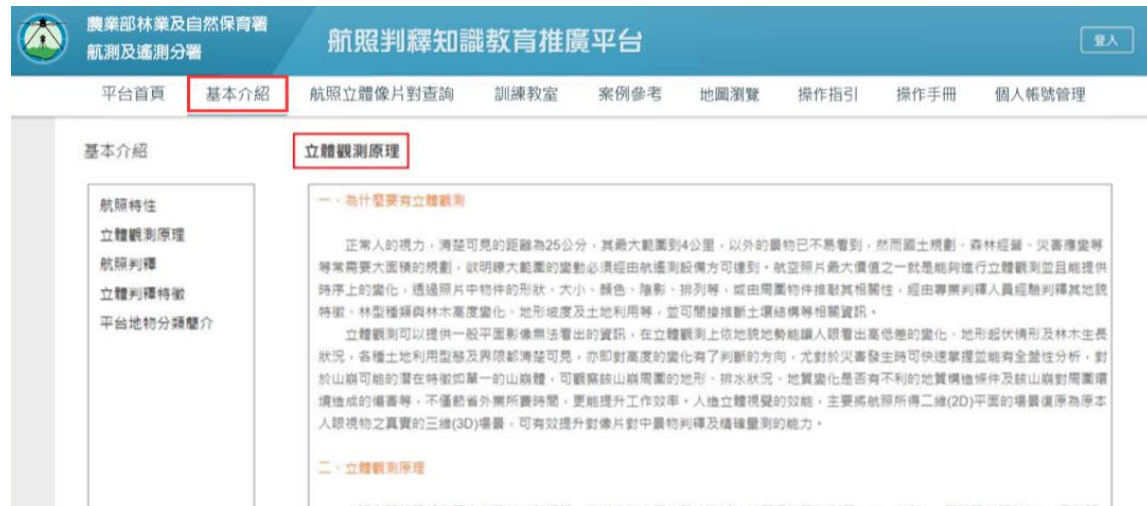 農業部林業及自然保育署
航測及遙測分署
航照判釋知識教育推廣平台
登入
平台首頁 基本介紹 航照立體像片對查詢 訓練教室 案例參考 地圖瀏覽 操作指引 操作手冊 個人帳號管理
基本介紹
航照特性
立體觀測原理
航照判釋
立體判釋特徵
平台地物分類簡介
立體觀測原理
一、為什麼要有立體觀測
正常人的視力，清楚可見的距離為25公分，其最大範圍到4公里，以外的景物已不易看到，然而國土規劃、森林經營、災害應變等
等常需要大面積的規劃，欲明瞭大範圍的變動必須經由航遙測設備方可達到。航空照片最大價值之一就是能夠進行立體觀測並且能提供
時序上的變化，透過照片中物件的形狀、大小、顏色、陰影、排列等，或由周圍物件推敲其相關性，經由專業判釋人員經驗判釋其地貌
特徵、林型種類與林木高度變化、地形坡度及土地利用等，並可間接推斷土壤結構等相關資訊。
立體觀測可以提供一般平面影像無法看出的資訊，在立體觀測上依地貌地勢能讓人眼看出高低差的變化、地形起伏情形及林木生長
狀況，各種土地利用型態及界限都清楚可見，亦即對高度的變化有了判斷的方向，尤對於災害發生時可快速掌握並能有全盤性分析，對
於山崩可能的潛在特徵如單一的山崩體，可觀察該山崩周圍的地形、排水狀況、地質變化是否有不利的地質構造條件及該山崩對周圍環
境造成的傷害等，不僅節省外業所費時間，更能提升工作效率。人造立體視覺的效能，主要將航照所得二維(2D)平面的場景復原為原本
人眼視物之真實的三維(3D)場景，可有效提升對像片對中景物判釋及精確量測的能力。
二、立體觀測原理